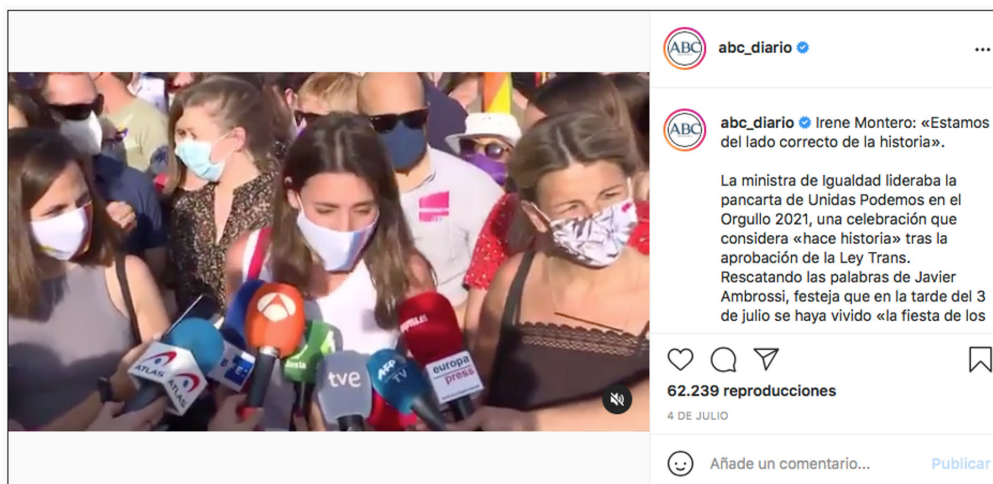 ABC
abc_diario
ABC
abc_diario Irene Montero: «Estamos
del lado correcto de la historia».
La ministra de Igualdad lideraba la
pancarta de Unidas Podemos en el
Orgullo 2021, una celebración que
considera «hace historia» tras la
aprobación de la Ley Trans.
Rescatando las palabras de Javier
Ambrossi, festeja que en la tarde del 3
de julio se haya vivido «la fiesta de los
62.239 reproducciones
4 DE JULIO
Añade un comentario...
Publicar
ATLAS
ATLAS
tve
AFP
TV
europa
press